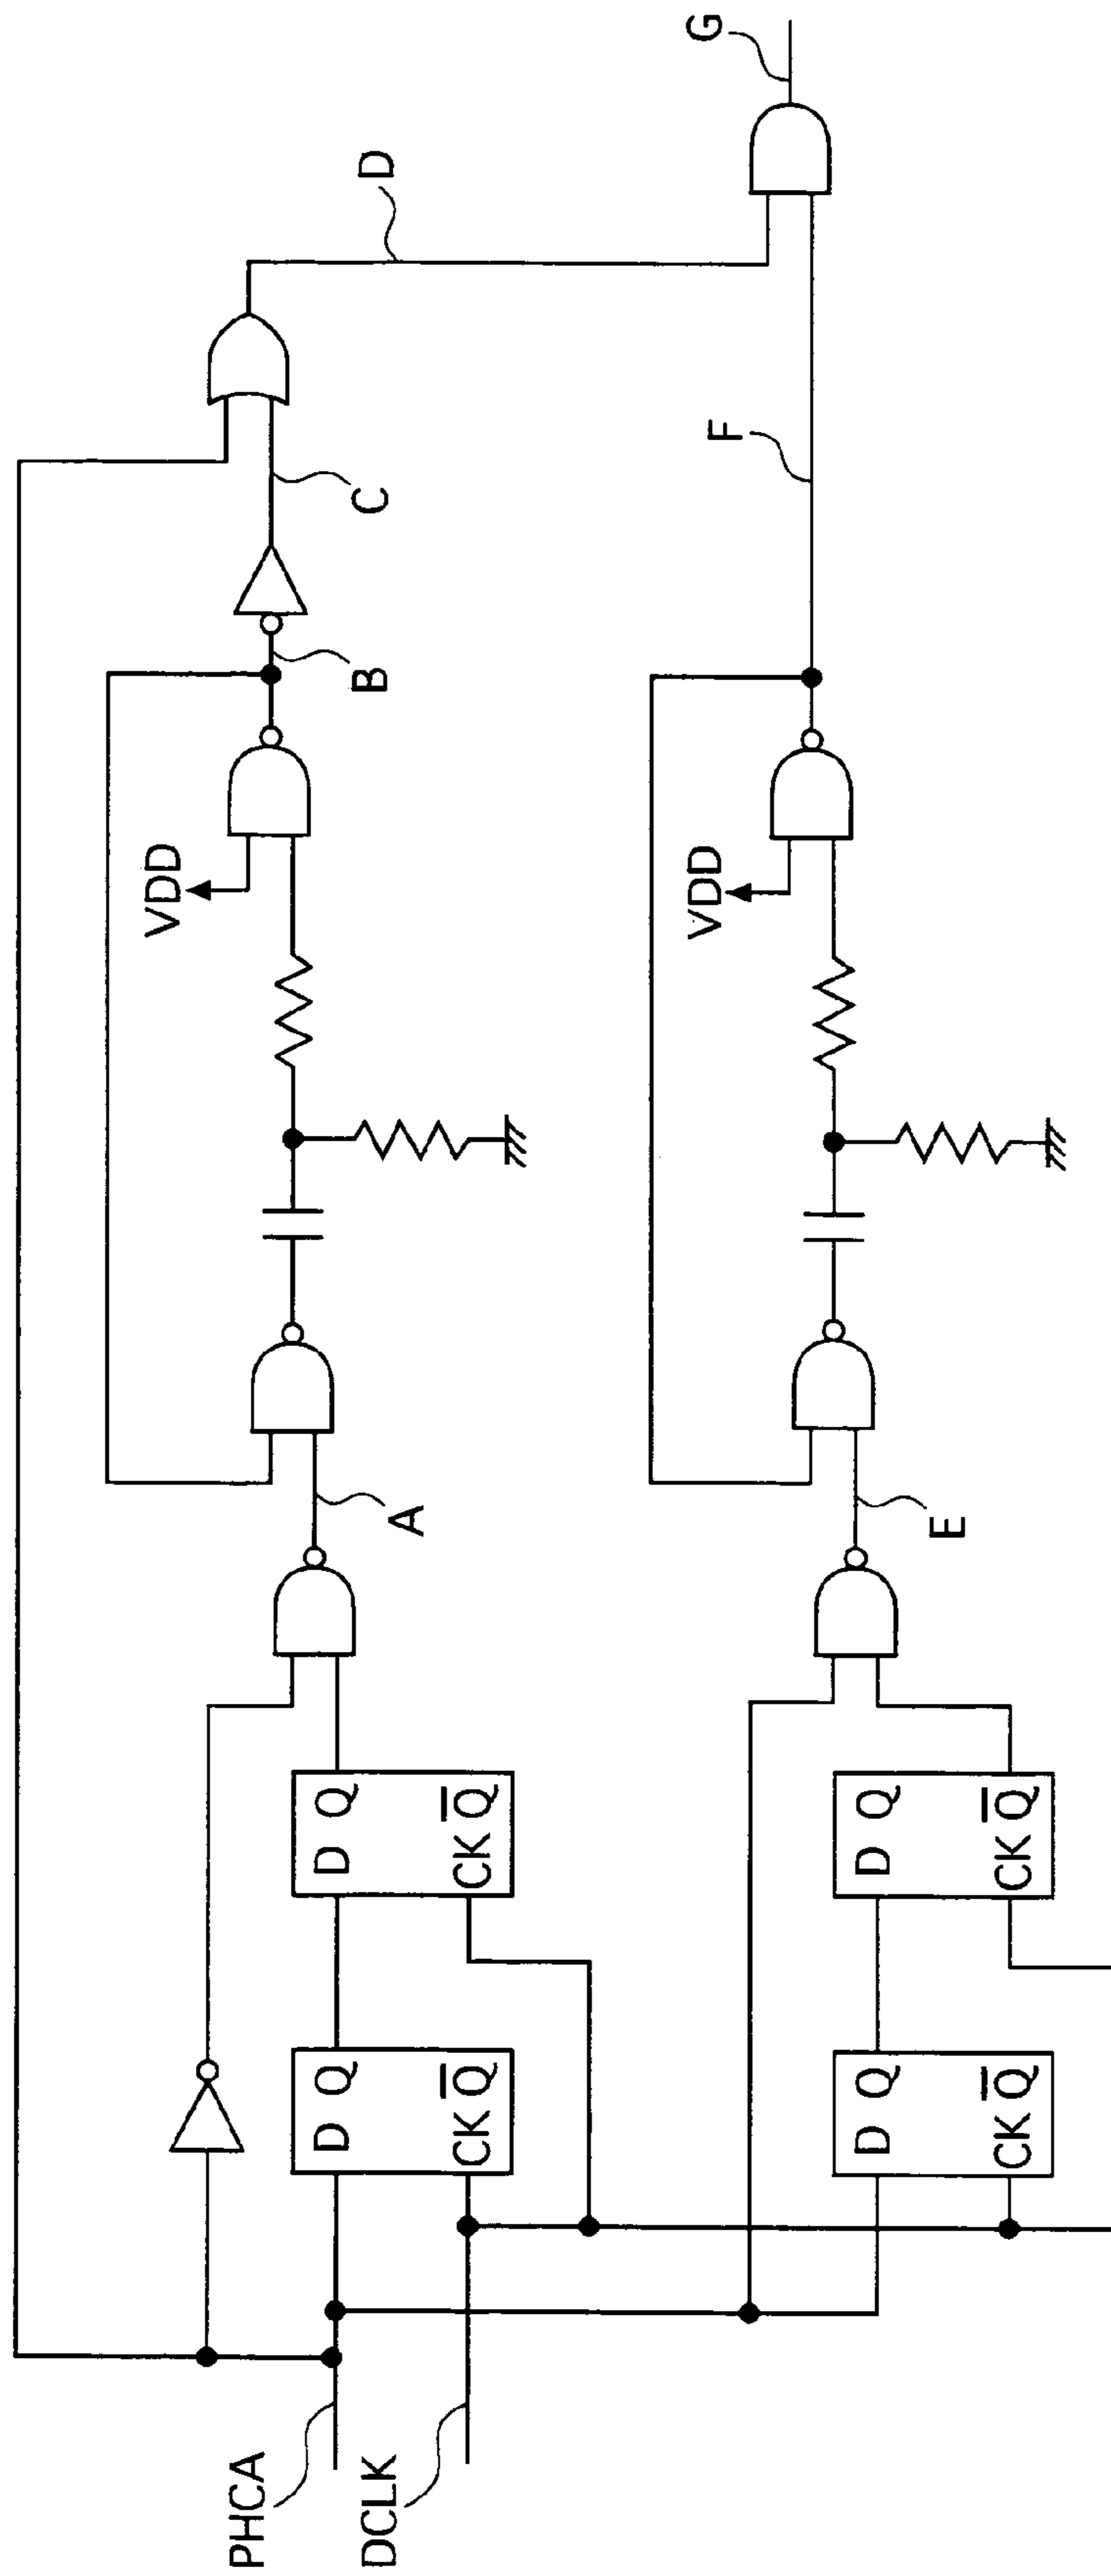 PHCA
DCLK
D Q
CK Q̅
D Q
CK Q̅
A
VDD
B
C
D
D Q
CK Q̅
D Q
CK Q̅
E
VDD
F
G